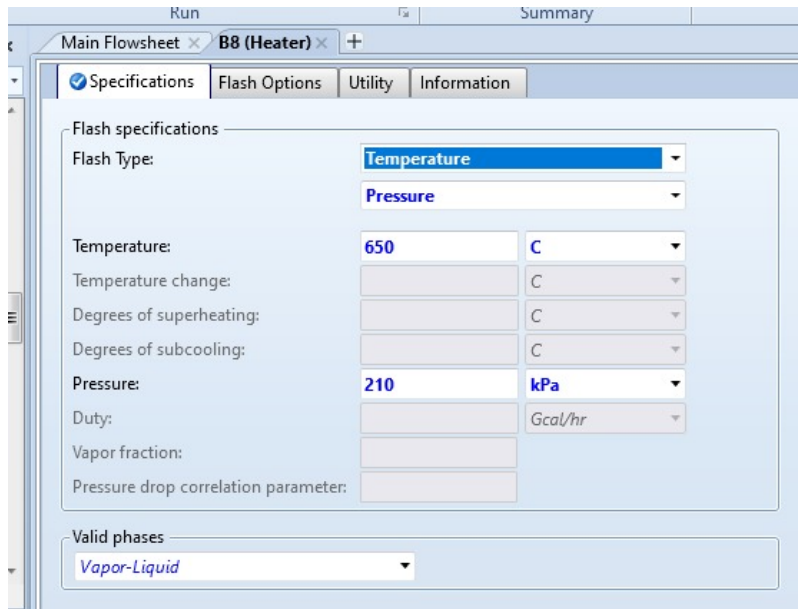 Run Summary
Main Flowsheet × B8 (Heater) × +
Specifications Flash Options Utility Information
Flash specifications
Flash Type: Temperature
Pressure
Temperature: 650 C
Temperature change: C
Degrees of superheating: C
Degrees of subcooling: C
Pressure: 210 kPa
Duty: Gcal/hr
Vapor fraction:
Pressure drop correlation parameter:
Valid phases
Vapor-Liquid